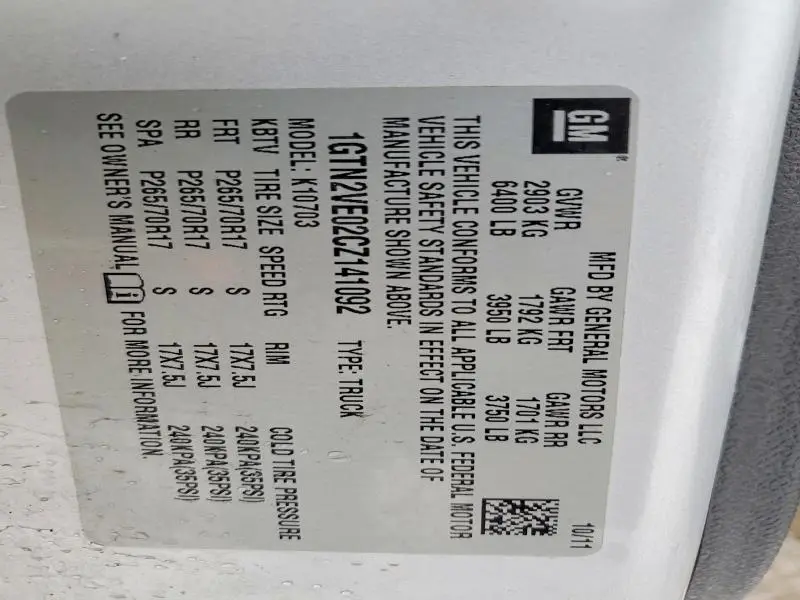 GM®
MFD BY GENERAL MOTORS LLC 10/11
GVWR GAWR FRT GAWR RR
2903 KG 1792 KG 1701 KG
6400 LB 3950 LB 3750 LB
THIS VEHICLE CONFORMS TO ALL APPLICABLE U.S. FEDERAL MOTOR
VEHICLE SAFETY STANDARDS IN EFFECT ON THE DATE OF
MANUFACTURE SHOWN ABOVE.
1GTN2VE02CZ141092 TYPE: TRUCK
MODEL: K10703
KBTV TIRE SIZE SPEED RTG RIM COLD TIRE PRESSURE
FRT P265/70R17 S 17X7.5J 240KPA(35PSI)
RR P265/70R17 S 17X7.5J 240KPA(35PSI)
SPA P265/70R17 S 17X7.5J 240KPA(35PSI)
SEE OWNER'S MANUAL FOR MORE INFORMATION.